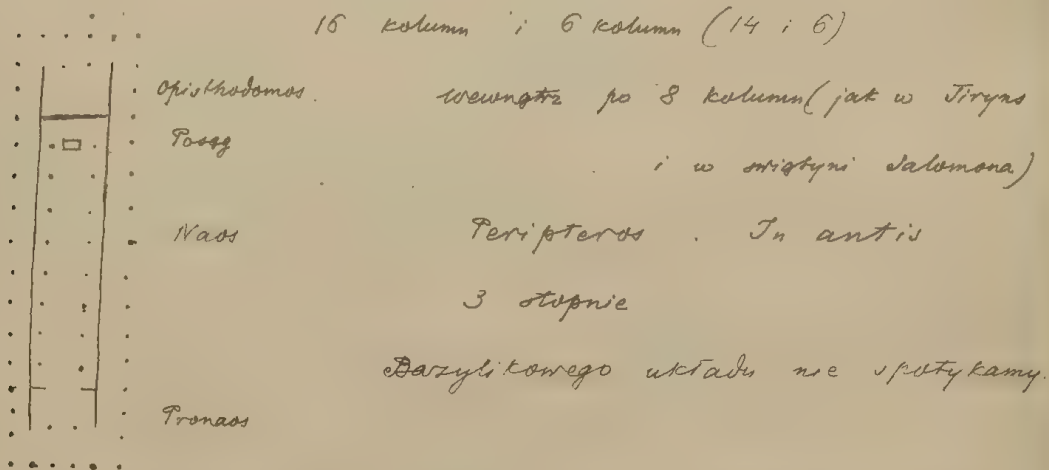 16 kolumn i 6 kolumn (14 i 6)
Opisthodomos. wewnątrz po 8 kolumn (jak w Tiryns
Posąg i w świątyni Salomona)
Naos Peripteros. In antis
3 stopnie
Bazylikowego układu nie spotykamy.
Pronaos